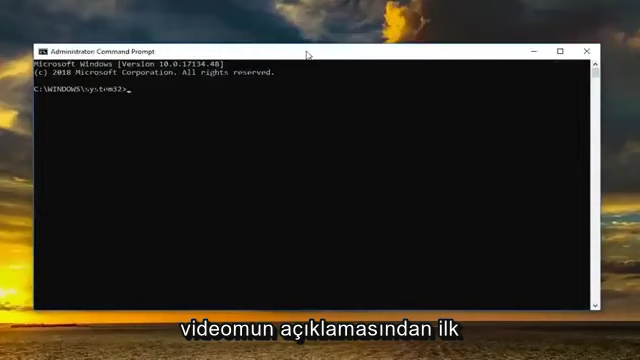 Administrator: Command Prompt
Microsoft Windows [Version 10.0.17134.48]
(c) 2018 Microsoft Corporation. All rights reserved.
C:\WINDOWS\system32>
videomun açıklamasından ilk